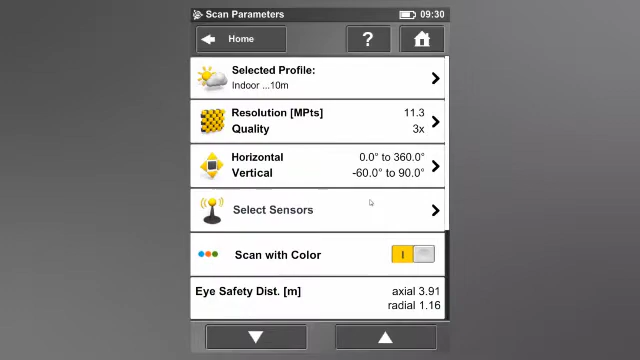 Scan Parameters 09:30
Home ?
Selected Profile:
Indoor ...10m
Resolution [MPts] 11.3
Quality 3x
Horizontal 0.0° to 360.0°
Vertical -60.0° to 90.0°
Select Sensors
Scan with Color I
Eye Safety Dist. [m] axial 3.91
radial 1.16